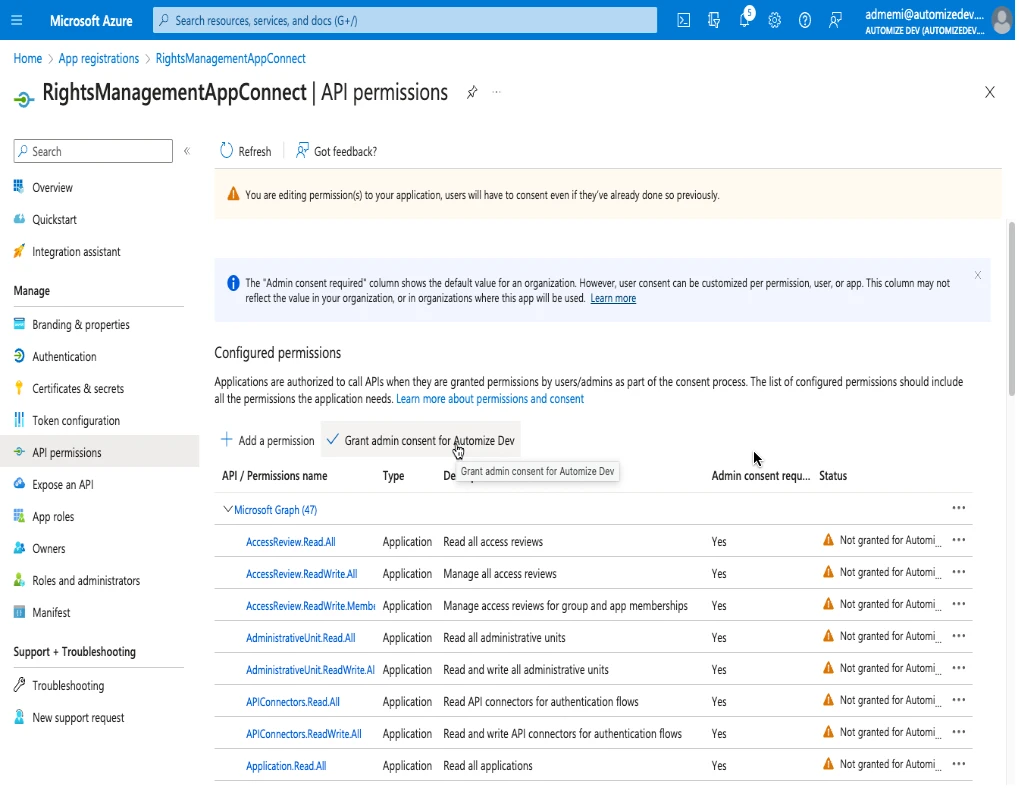 Microsoft Azure
Search resources, services, and docs (G+/)
5
admemi@automizedev....
AUTOMIZE DEV (AUTOMIZEDEV....
Home > App registrations > RightsManagementAppConnect
RightsManagementAppConnect | API permissions
Search
Refresh
Got feedback?
Overview
Quickstart
Integration assistant
Manage
Branding & properties
Authentication
Certificates & secrets
Token configuration
API permissions
Expose an API
App roles
Owners
Roles and administrators
Manifest
Support + Troubleshooting
Troubleshooting
New support request
You are editing permission(s) to your application, users will have to consent even if they've already done so previously.
The "Admin consent required" column shows the default value for an organization. However, user consent can be customized per permission, user, or app. This column may not
reflect the value in your organization, or in organizations where this app will be used. Learn more
Configured permissions
Applications are authorized to call APIs when they are granted permissions by users/admins as part of the consent process. The list of configured permissions should include
all the permissions the application needs. Learn more about permissions and consent
Add a permission Grant admin consent for Automize Dev
Grant admin consent for Automize Dev
API / Permissions name Type De Admin consent requ... Status
Microsoft Graph (47)
AccessReview.Read.All Application Read all access reviews Yes Not granted for Automi...
AccessReview.ReadWrite.All Application Manage all access reviews Yes Not granted for Automi...
AccessReview.ReadWrite.Membe Application Manage access reviews for group and app memberships Yes Not granted for Automi...
AdministrativeUnit.Read.All Application Read all administrative units Yes Not granted for Automi...
AdministrativeUnit.ReadWrite.Al Application Read and write all administrative units Yes Not granted for Automi...
APIConnectors.Read.All Application Read API connectors for authentication flows Yes Not granted for Automi...
APIConnectors.ReadWrite.All Application Read and write API connectors for authentication flows Yes Not granted for Automi...
Application.Read.All Application Read all applications Yes Not granted for Automi...